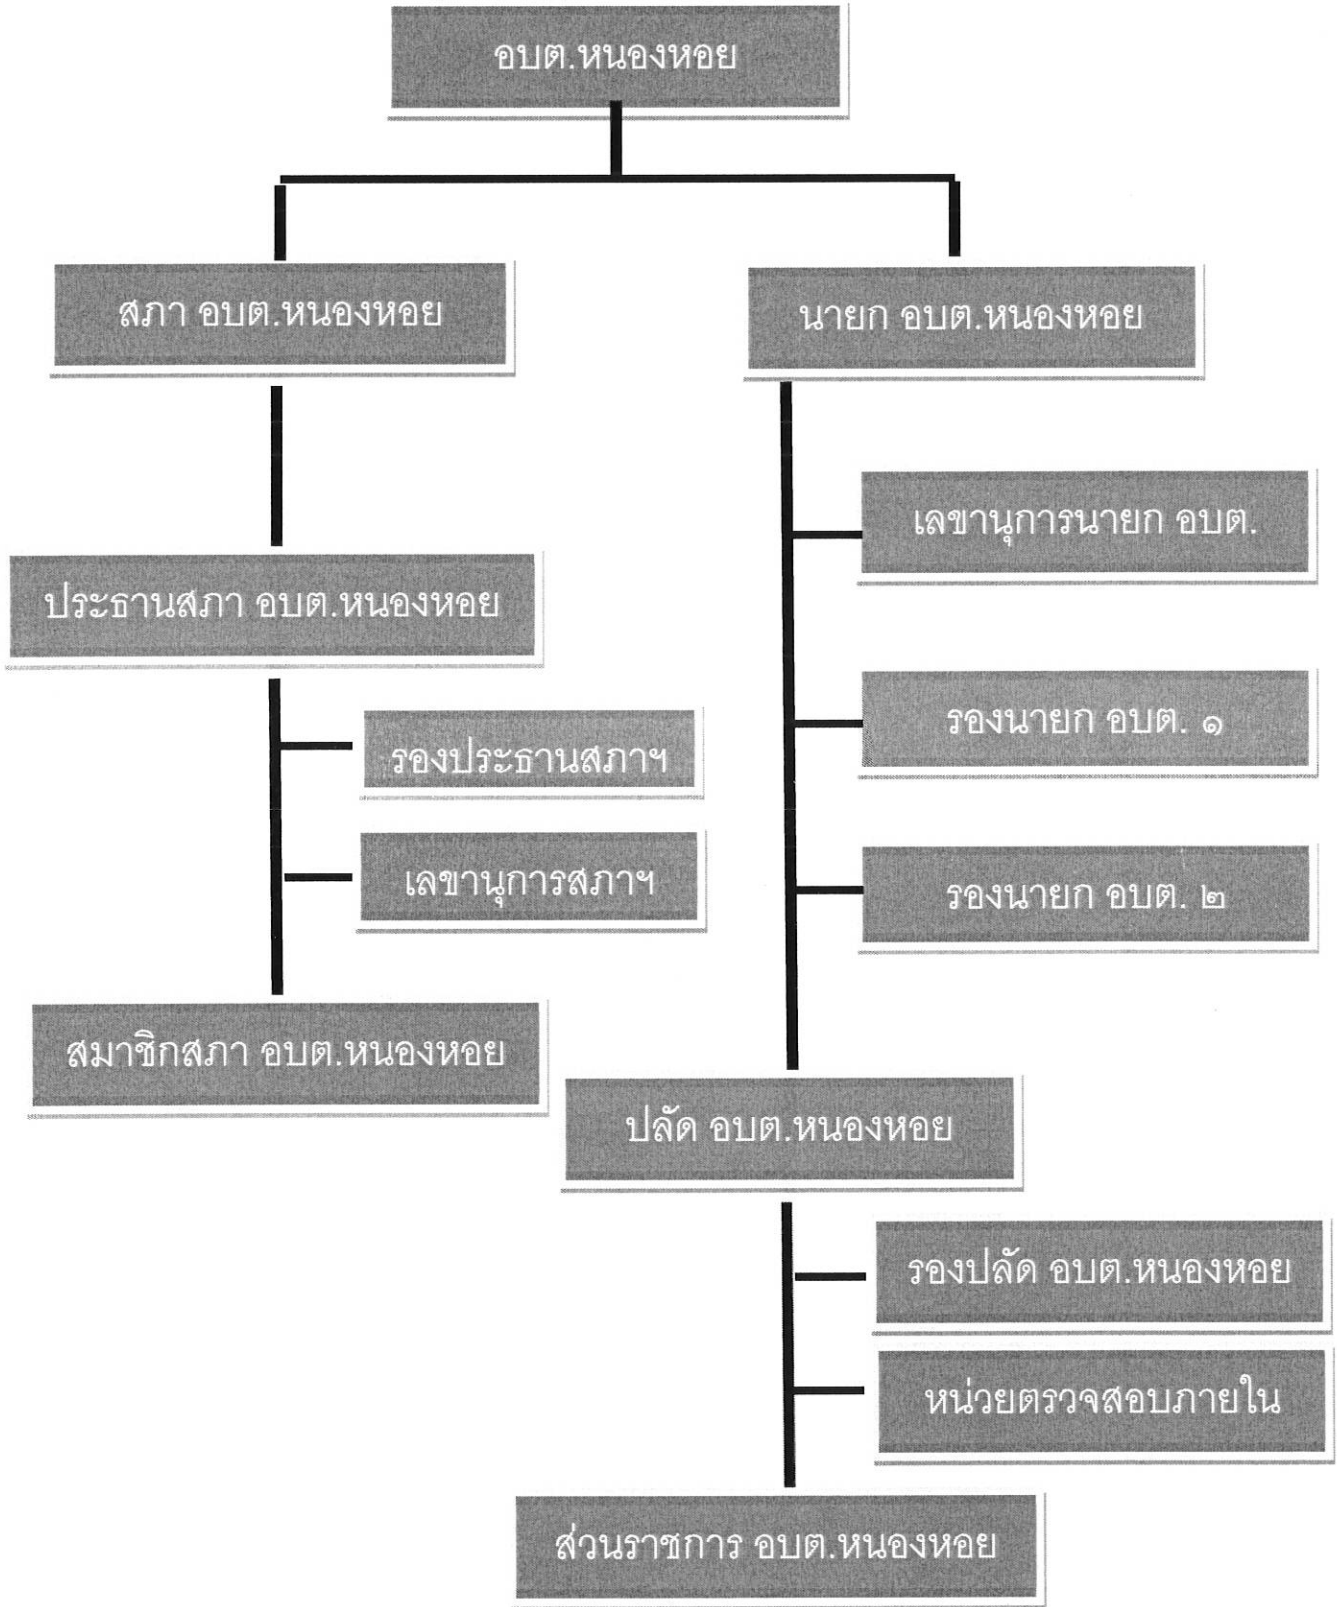 อบต.หนองหอย
สภา อบต.หนองหอย
นายก อบต.หนองหอย
เลขานุการนายก อบต.
ประธานสภา อบต.หนองหอย
รองนายก อบต. ๑
รองประธานสภาฯ
เลขานุการสภาฯ
รองนายก อบต. ๒
สมาชิกสภา อบต.หนองหอย
ปลัด อบต.หนองหอย
รองปลัด อบต.หนองหอย
หน่วยตรวจสอบภายใน
ส่วนราชการ อบต.หนองหอย